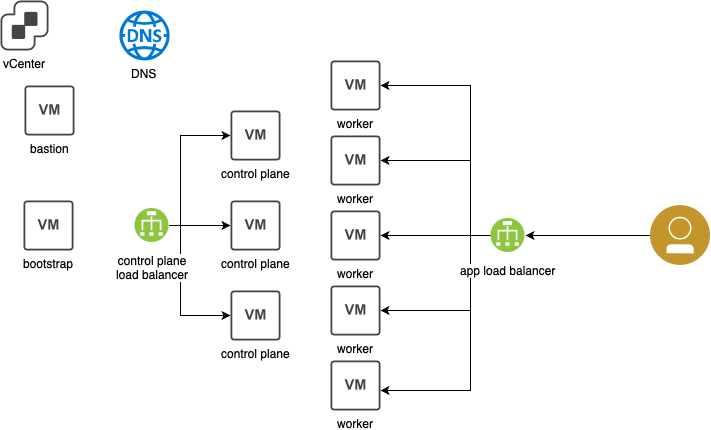 vCenter
DNS
DNS
VM
bastion
VM
bootstrap
control plane
load balancer
VM
control plane
VM
control plane
VM
control plane
VM
worker
VM
worker
VM
worker
VM
worker
VM
worker
app load balancer